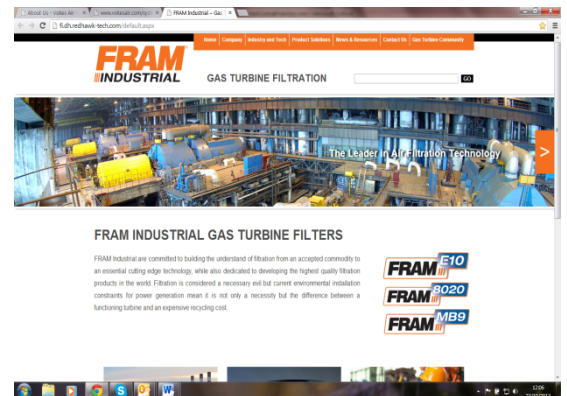 About Us - Vokes Air
FRAM Industrial - Gas
fi.dh.redhawk-tech.com/default.aspx
Home Company Industry and Tech Product Solutions News & Resources Contact Us Gas Turbine Community
FRAM
INDUSTRIAL
GAS TURBINE FILTRATION
GO
The Leader in Air Filtration Technology
>
FRAM INDUSTRIAL GAS TURBINE FILTERS
FRAM Industrial are committed to building the understand of filtration from an accepted commodity to
an essential cutting edge technology, while also dedicated to developing the highest quality filtration
products in the world. Filtration is considered a necessary evil but current environmental installation
constraints for power generation mean it is not only a necessity but the difference between a
functioning turbine and an expensive recycling cost.
FRAM E10
FRAM 8020
FRAM MB9
12:06